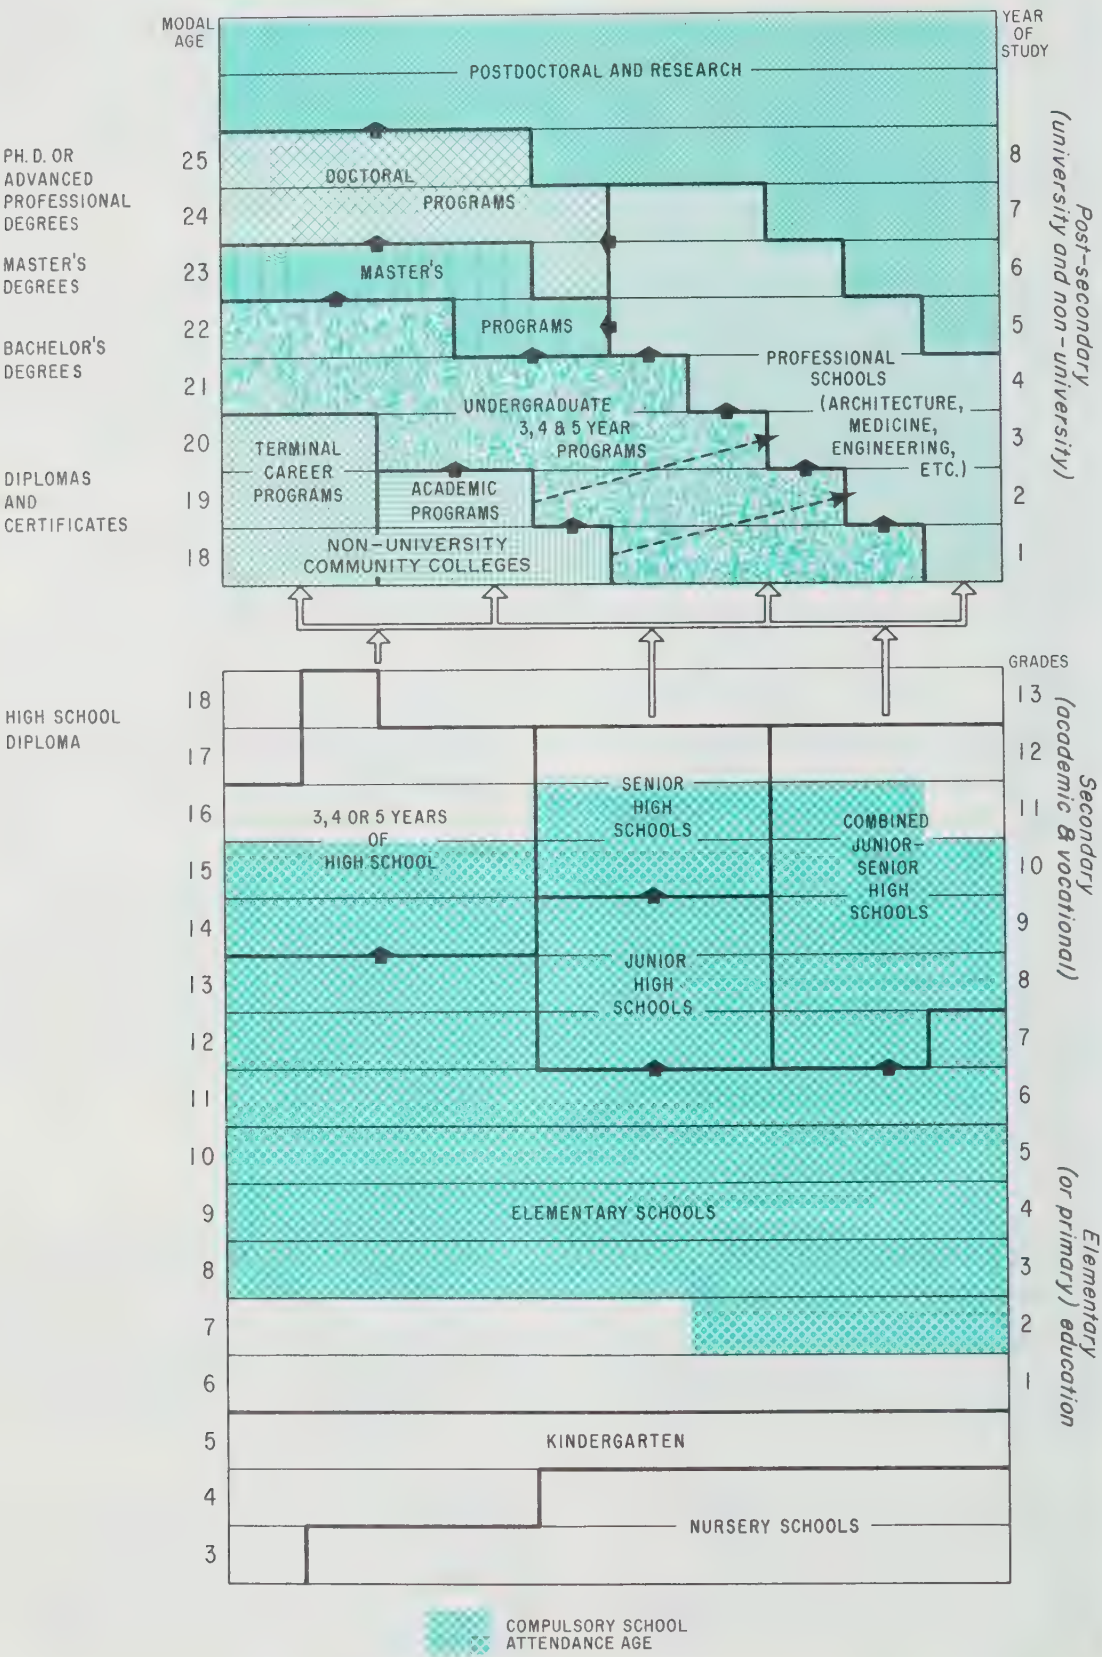 MODAL
AGE
YEAR
OF
STUDY
POSTDOCTORAL AND RESEARCH
PH. D. OR
ADVANCED
PROFESSIONAL
DEGREES
25
DOCTORAL
8
24
PROGRAMS
7
MASTER'S
DEGREES
23
MASTER'S
6
BACHELOR'S
DEGREES
22
PROGRAMS
5
21
PROFESSIONAL
SCHOOLS
(ARCHITECTURE,
MEDICINE,
ENGINEERING,
ETC.)
4
UNDERGRADUATE
3, 4 & 5 YEAR
PROGRAMS
20
TERMINAL
CAREER
PROGRAMS
3
DIPLOMAS
AND
CERTIFICATES
19
ACADEMIC
PROGRAMS
2
18
NON-UNIVERSITY
COMMUNITY COLLEGES
1
Post-secondary
(university and non-university)
GRADES
HIGH SCHOOL
DIPLOMA
18
13
17
12
16
3, 4 OR 5 YEARS
OF
HIGH SCHOOL
SENIOR
HIGH
SCHOOLS
COMBINED
JUNIOR-
SENIOR
HIGH
SCHOOLS
11
15
10
14
9
13
JUNIOR
HIGH
SCHOOLS
8
12
7
Secondary
(academic & vocational)
11
6
10
5
9
ELEMENTARY SCHOOLS
4
8
3
7
2
6
1
Elementary
(or primary) education
5
KINDERGARTEN
4
NURSERY SCHOOLS
3
COMPULSORY SCHOOL
ATTENDANCE AGE